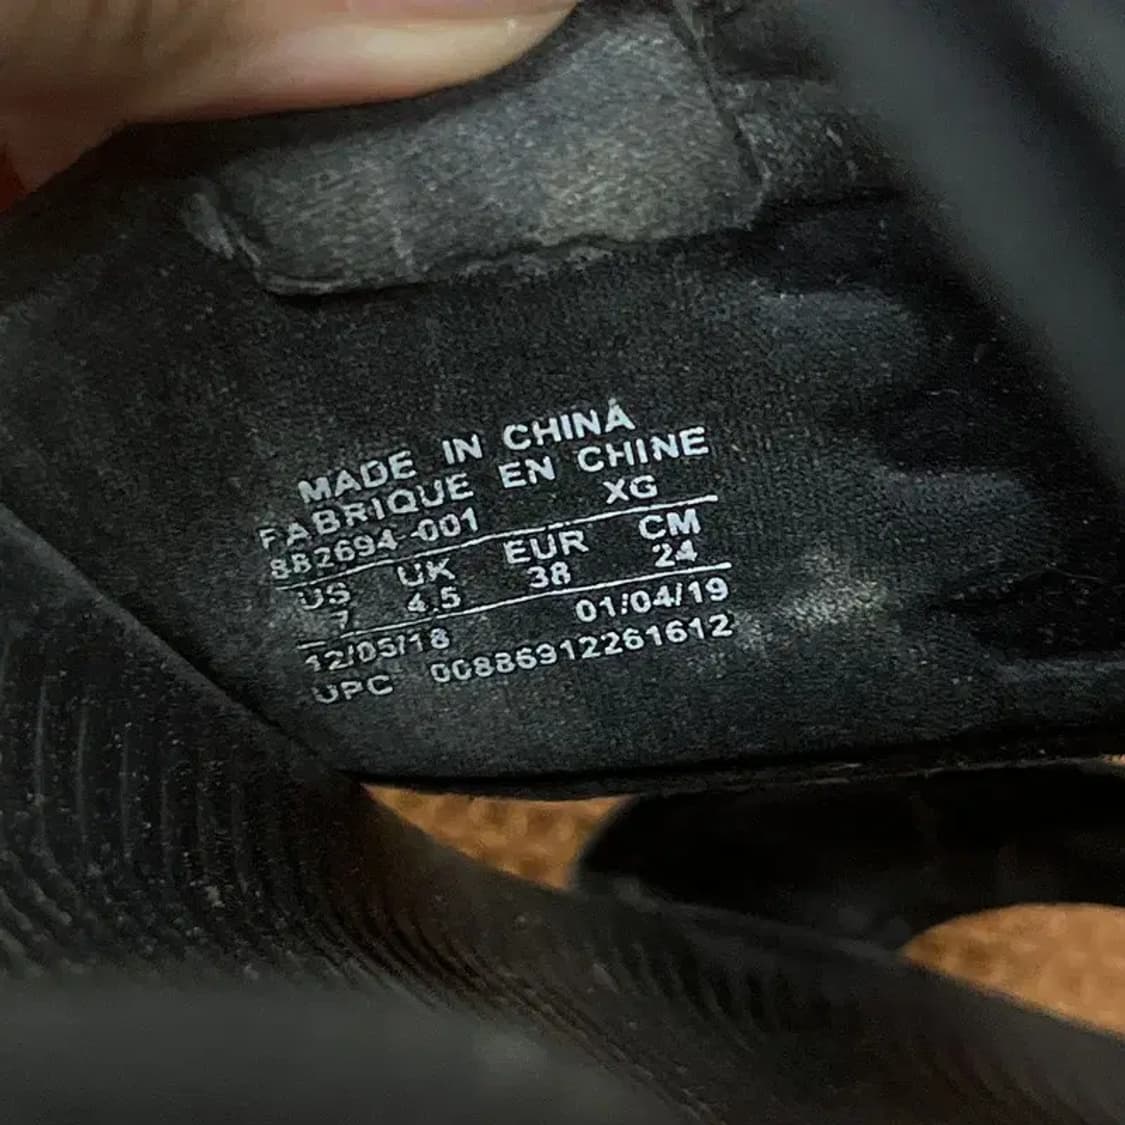 MADE IN CHINA
FABRIQUE EN CHINE
882694-001 XG
US UK EUR CM
7 4.5 38 24
12/05/18 01/04/19
UPC 00886912261612